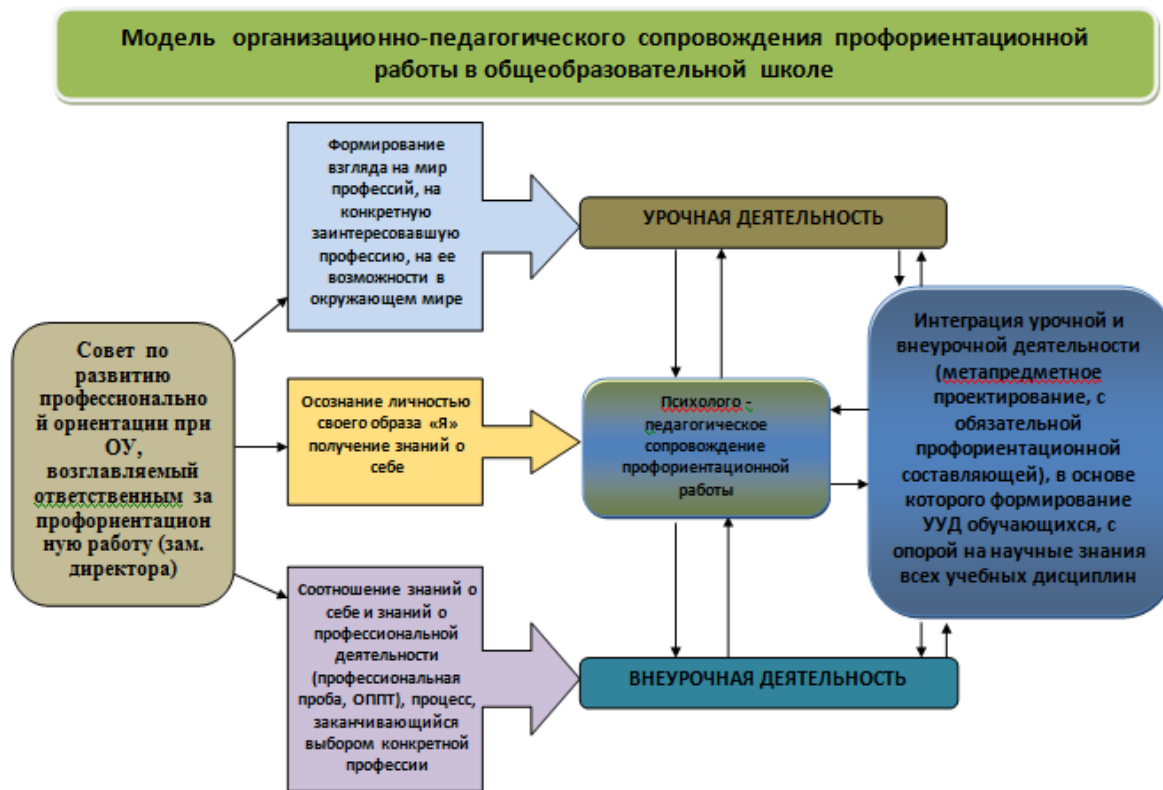 Модель организационно-педагогического сопровождения профориентационной
работы в общеобразовательной школе
Совет по
развитию
профессионально
й ориентации при
ОУ,
возглавляемый
ответственным за
профориентацион
ную работу (зам.
директора)
Формирование
взгляда на мир
профессий, на
конкретную
заинтересовавшую
профессию, на ее
возможности в
окружающем мире
Осознание личностью
своего образа «Я»
получение знаний о
себе
Соотношение знаний о
себе и знаний о
профессиональной
деятельности
(профессиональная
проба, ОППТ), процесс,
заканчивающийся
выбором конкретной
профессии
УРОЧНАЯ ДЕЯТЕЛЬНОСТЬ
Психолого -
педагогическое
сопровождение
профориентационной
работы
ВНЕУРОЧНАЯ ДЕЯТЕЛЬНОСТЬ
Интеграция урочной и
внеурочной деятельности
(метапредметное
проектирование, с
обязательной
профориентационной
составляющей), в основе
которого формирование
УУД обучающихся, с
опорой на научные знания
всех учебных дисциплин